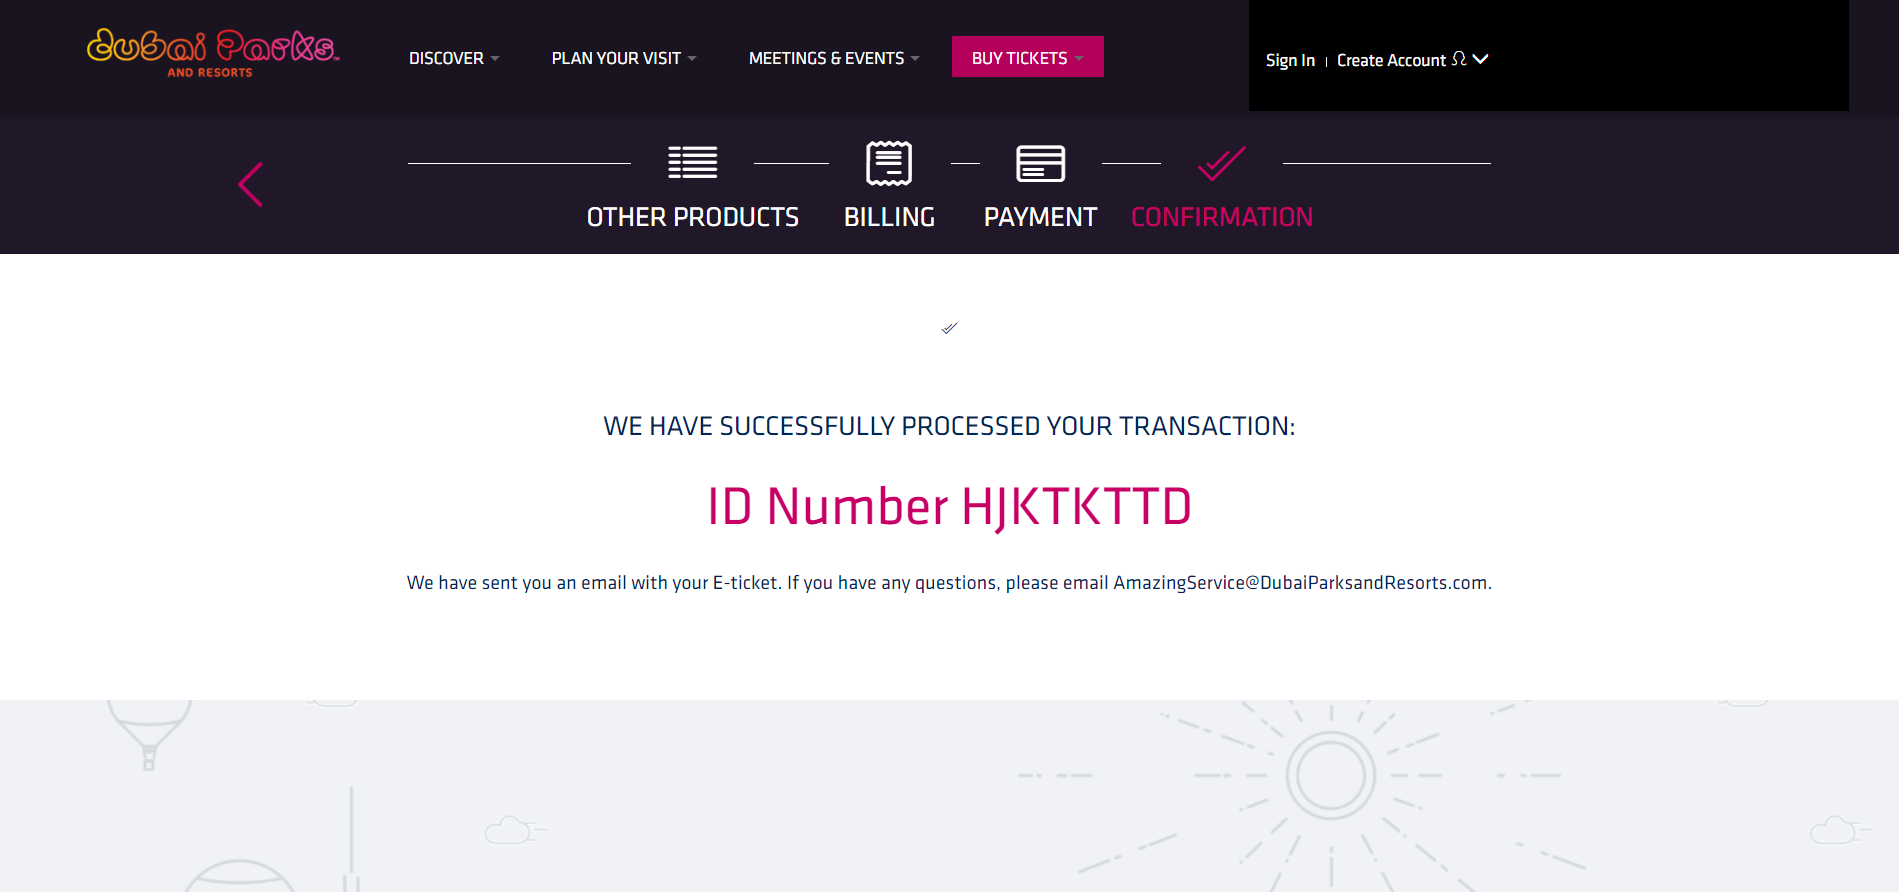 dubai Parks™
AND RESORTS
DISCOVER
PLAN YOUR VISIT
MEETINGS & EVENTS
BUY TICKETS
Sign In | Create Account
OTHER PRODUCTS
BILLING
PAYMENT
CONFIRMATION
WE HAVE SUCCESSFULLY PROCESSED YOUR TRANSACTION:
ID Number HJKTKTTD
We have sent you an email with your E-ticket. If you have any questions, please email AmazingService@DubaiParksandResorts.com.